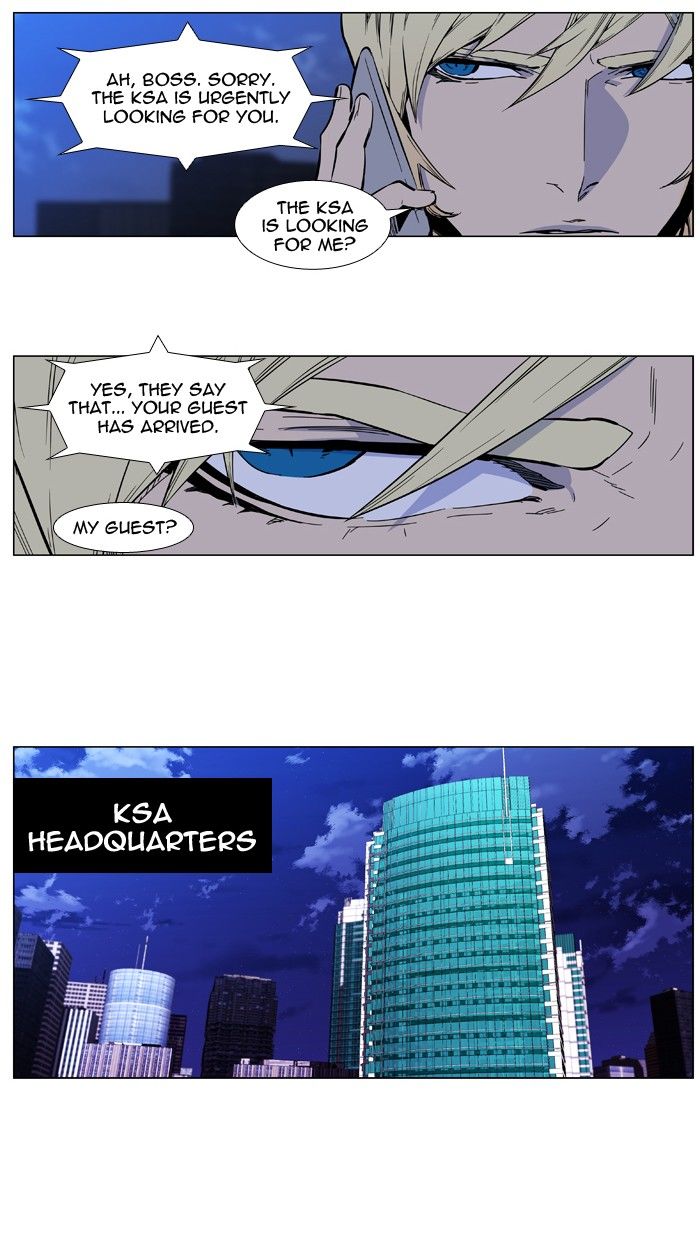 AH, BOSS. SORRY.
THE KSA IS URGENTLY
LOOKING FOR YOU.
THE KSA
IS LOOKING
FOR ME?
YES, THEY SAY
THAT... YOUR GUEST
HAS ARRIVED.
MY GUEST?
KSA
HEADQUARTERS